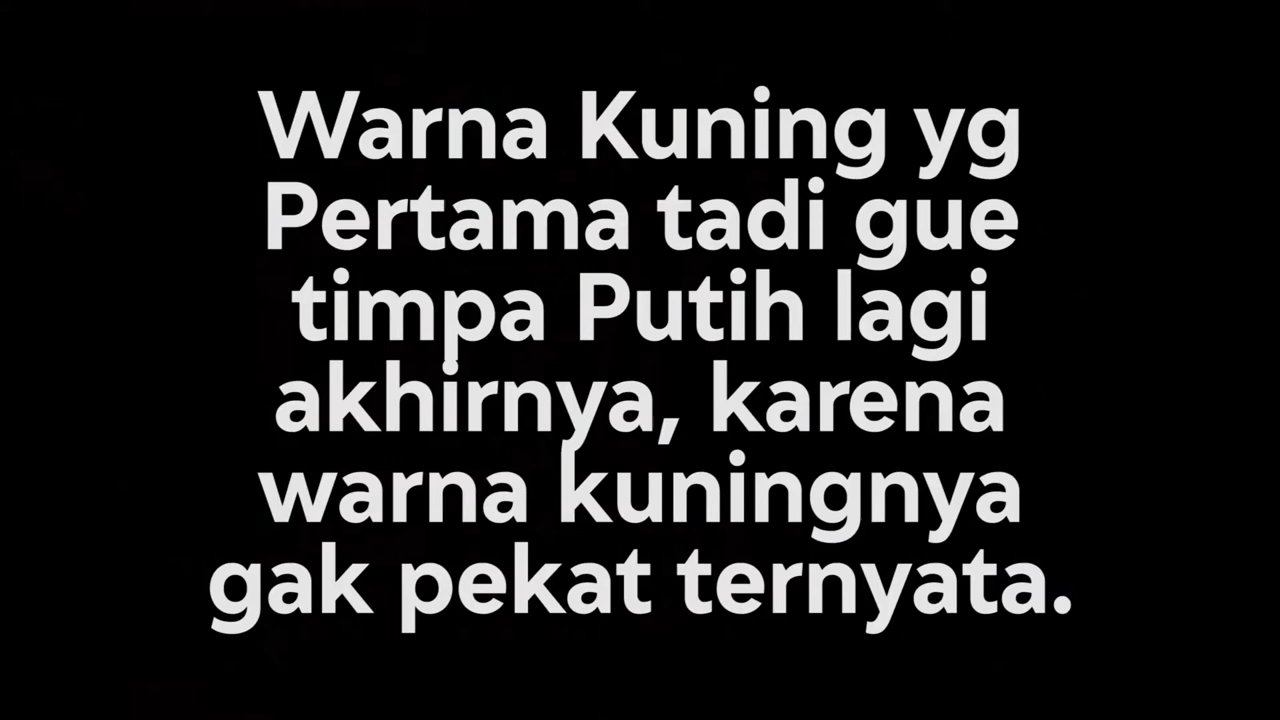 Warna Kuning yg
Pertama tadi gue
timpa Putih lagi
akhirnya, karena
warna kuningnya
gak pekat ternyata.